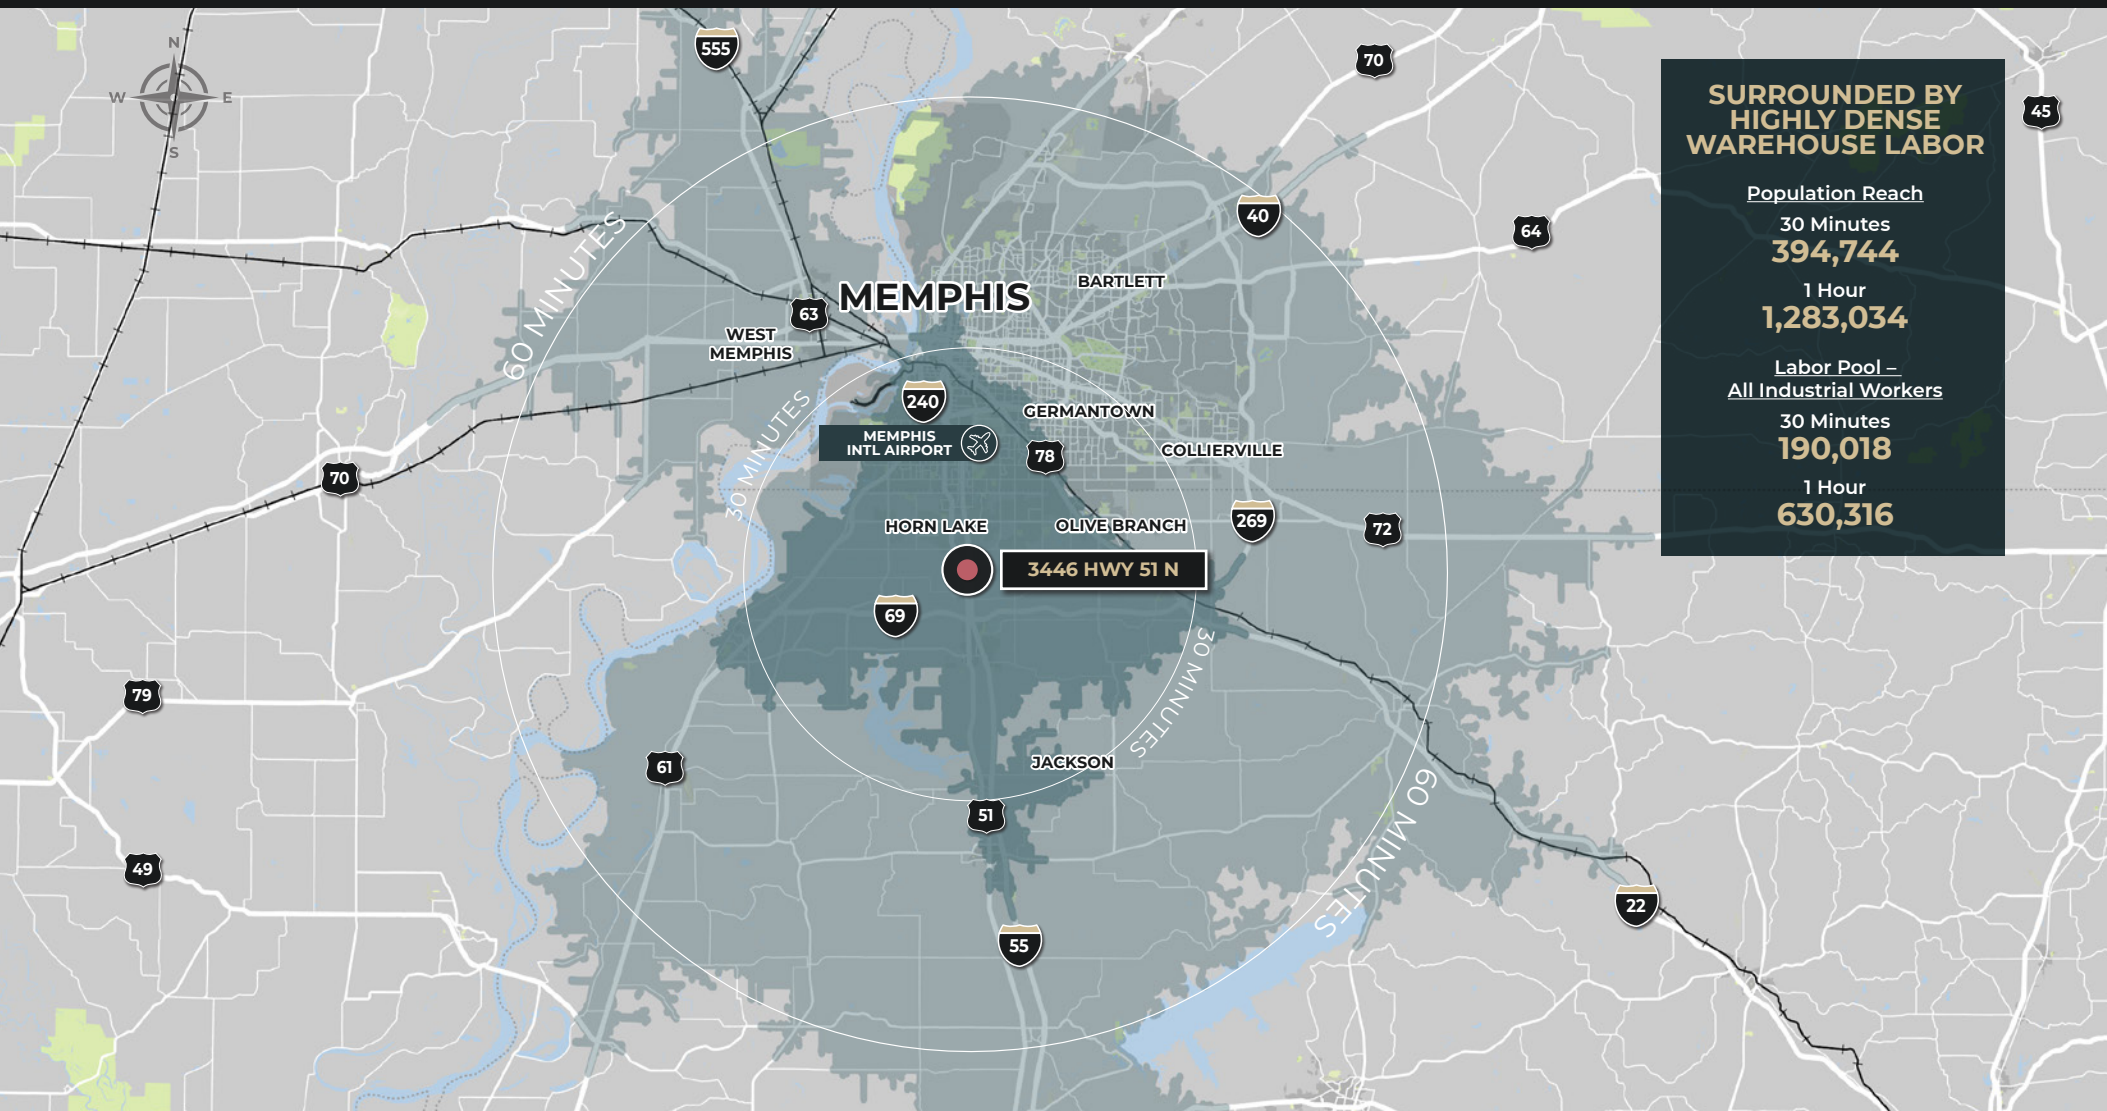 N
W
E
S
555
70
45
40
64
63
MEMPHIS
BARTLETT
WEST
MEMPHIS
60 MINUTES
30 MINUTES
240
GERMANTOWN
MEMPHIS
INTL AIRPORT
78
COLLIERVILLE
70
HORN LAKE
OLIVE BRANCH
269
72
3446 HWY 51 N
69
30 MINUTES
79
61
JACKSON
51
60 MINUTES
49
55
22
SURROUNDED BY
HIGHLY DENSE
WAREHOUSE LABOR
Population Reach
30 Minutes
394,744
1 Hour
1,283,034
Labor Pool –
All Industrial Workers
30 Minutes
190,018
1 Hour
630,316